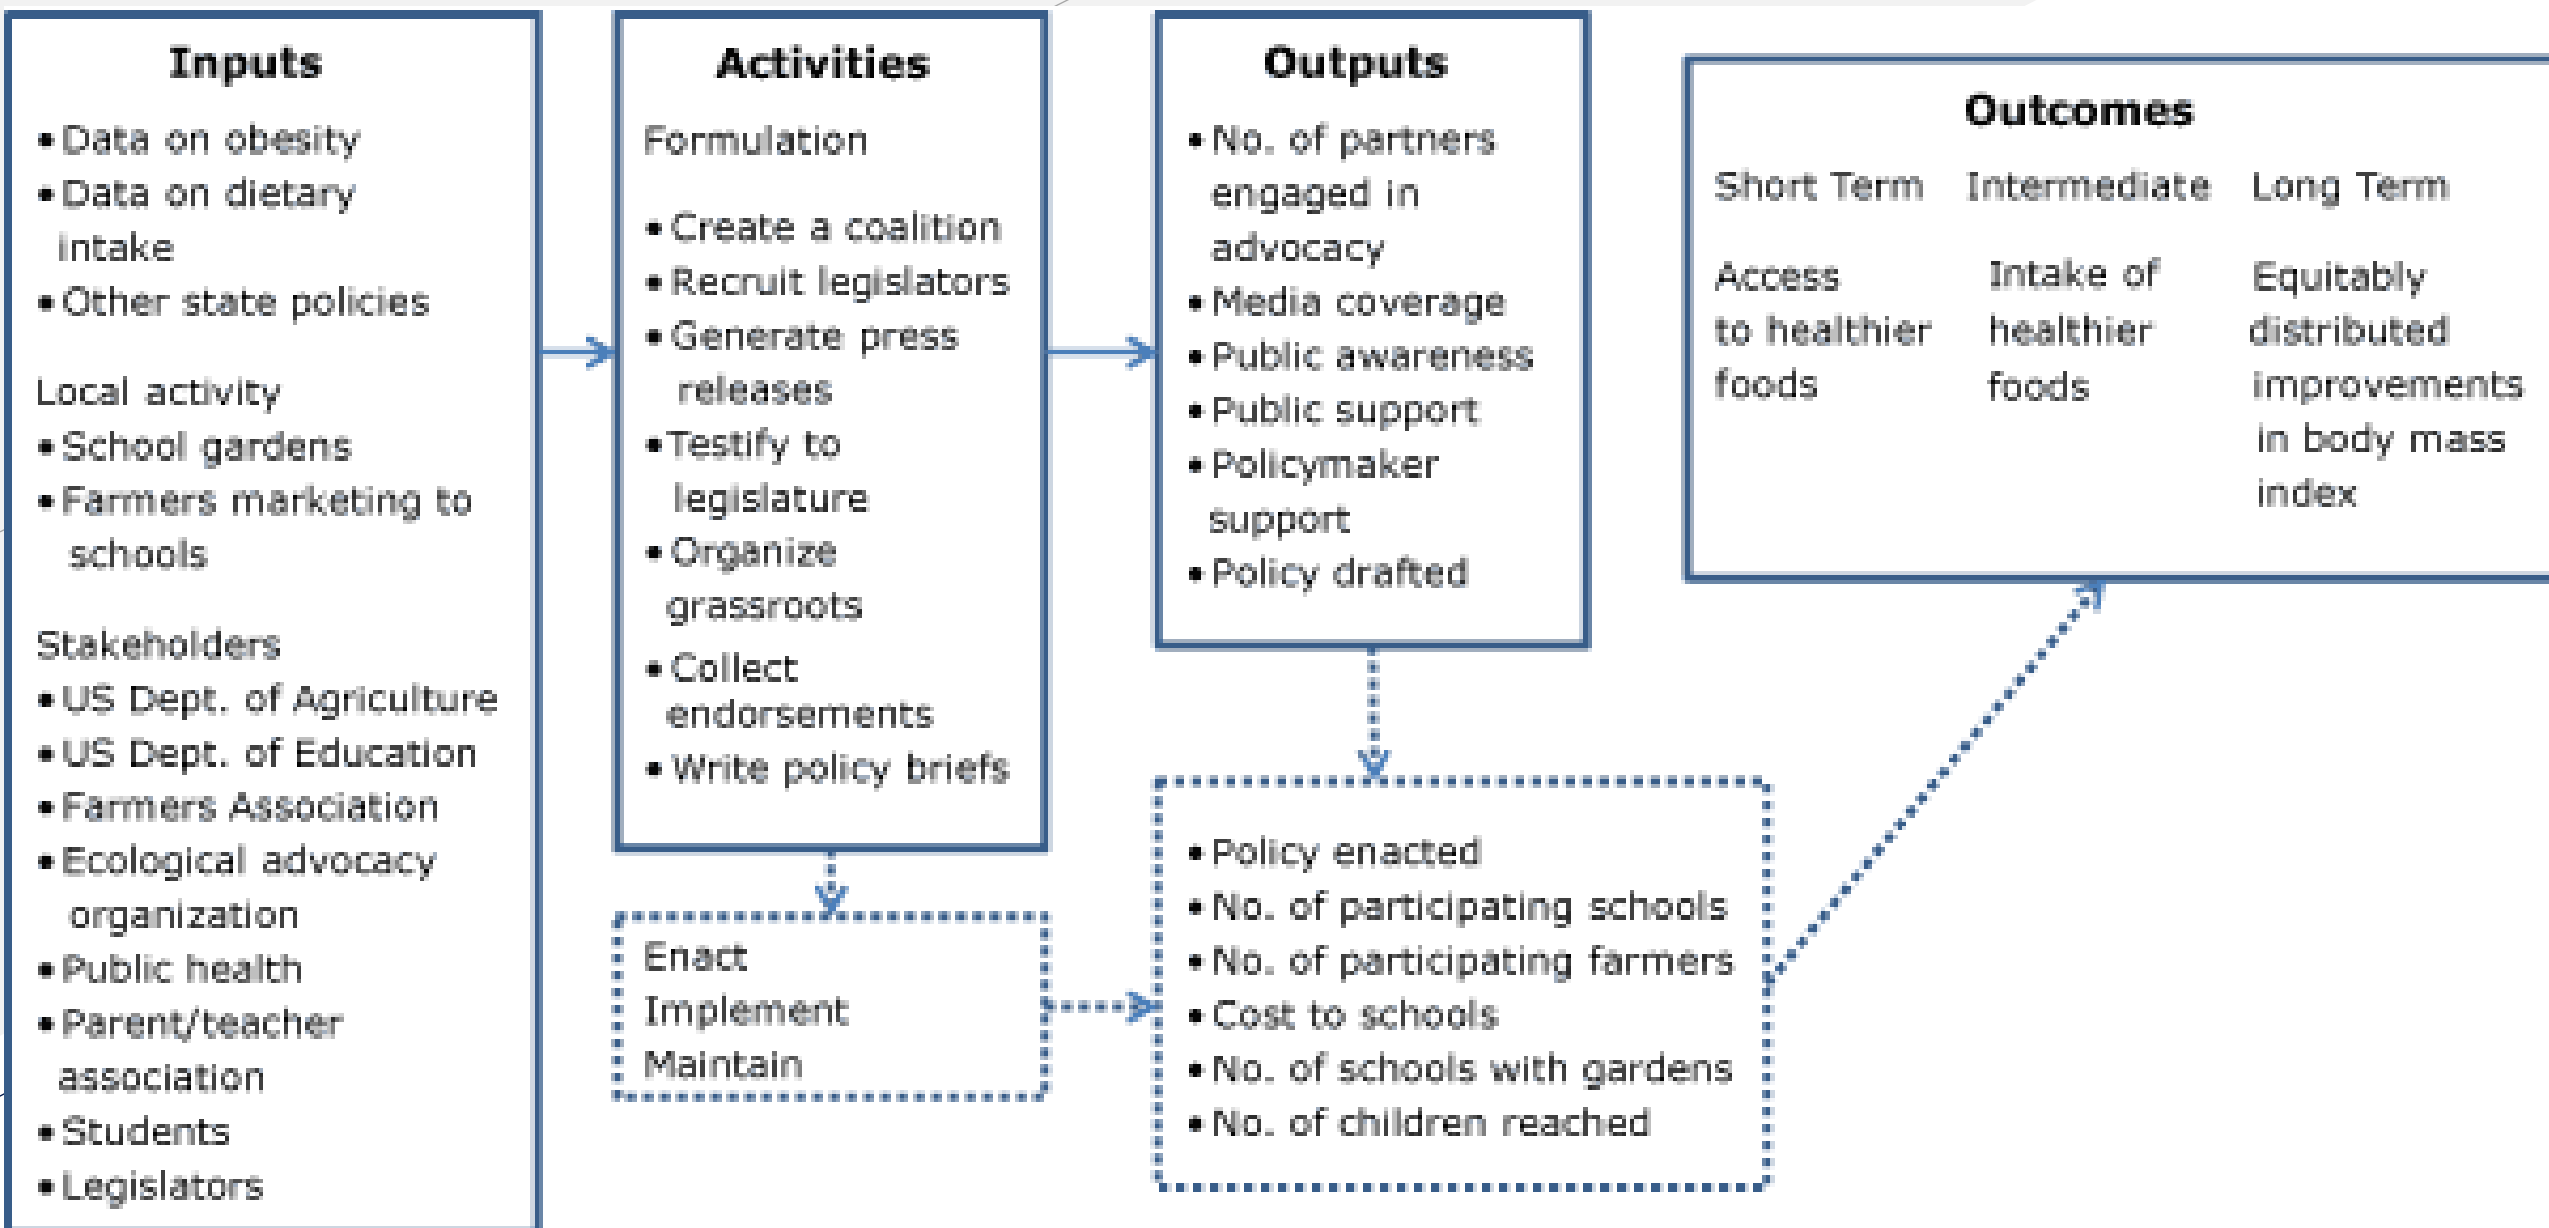 Inputs
• Data on obesity
• Data on dietary
intake
• Other state policies
Local activity
• School gardens
• Farmers marketing to
schools
Stakeholders
• US Dept. of Agriculture
• US Dept. of Education
• Farmers Association
• Ecological advocacy
organization
• Public health
• Parent/teacher
association
• Students
• Legislators
Activities
Formulation
• Create a coalition
• Recruit legislators
• Generate press
releases
• Testify to
legislature
• Organize
grassroots
• Collect
endorsements
• Write policy briefs
Enact
Implement
Maintain
Outputs
• No. of partners
engaged in
advocacy
• Media coverage
• Public awareness
• Public support
• Policymaker
support
• Policy drafted
• Policy enacted
• No. of participating schools
• No. of participating farmers
• Cost to schools
• No. of schools with gardens
• No. of children reached
Outcomes
Short Term
Access
to healthier
foods
Intermediate
Intake of
healthier
foods
Long Term
Equitably
distributed
improvements
in body mass
index